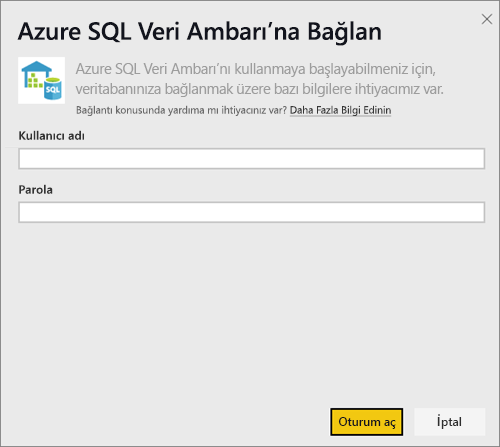 Azure SQL Veri Ambarı'na Bağlan
SQL
Azure SQL Veri Ambarı'nı kullanmaya başlayabilmeniz için,
veritabanınıza bağlanmak üzere bazı bilgilere ihtiyacımız var.
Bağlantı konusunda yardıma mı ihtiyacınız var? Daha Fazla Bilgi Edinin
Kullanıcı adı
Parola
Oturum aç
İptal